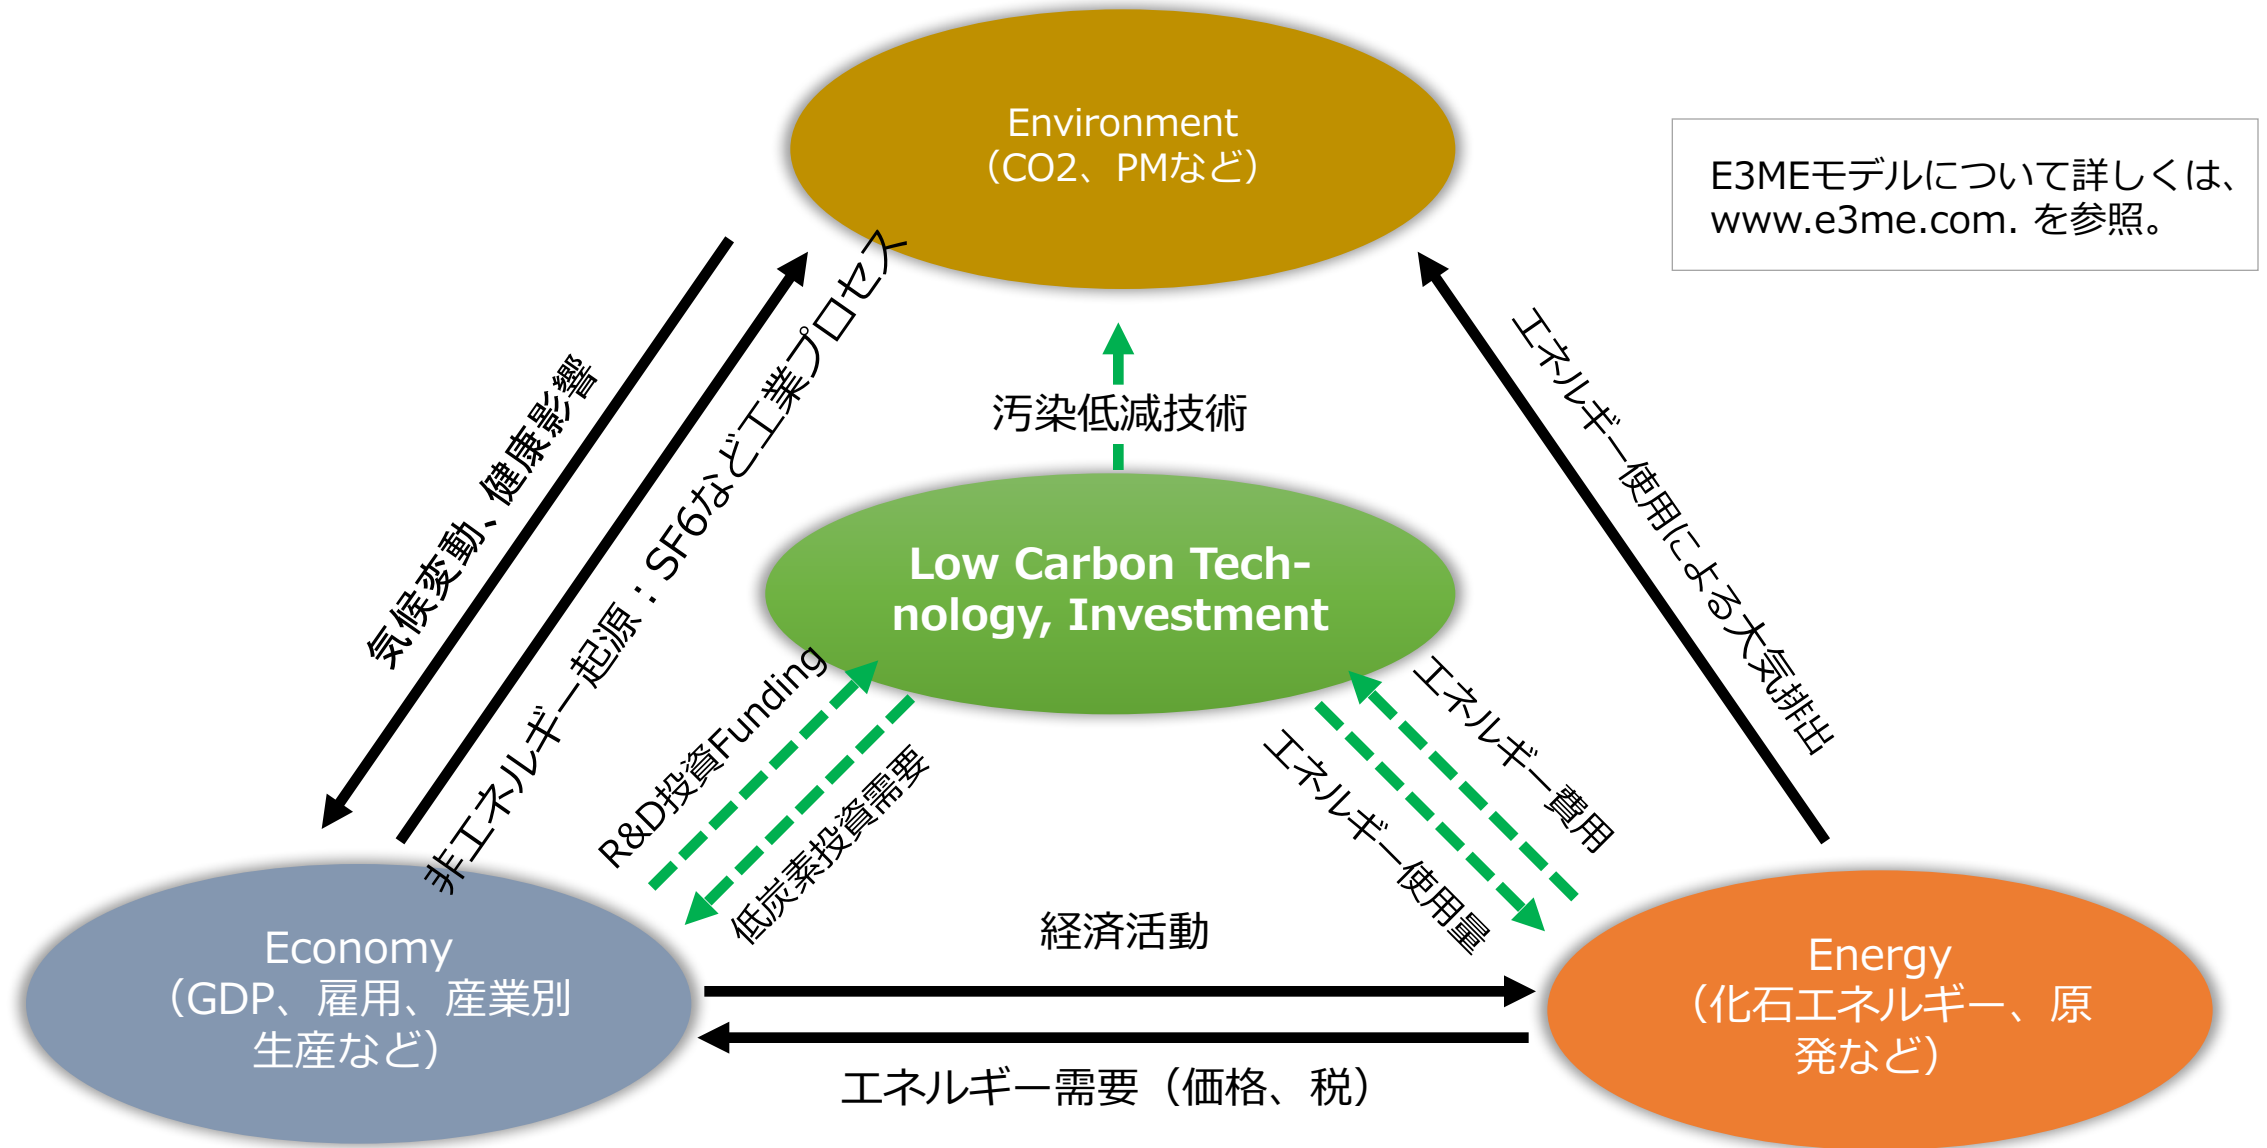 Environment
（CO2、PMなど）
E3MEモデルについて詳しくは、
www.e3me.com. を参照。
気候変動、健康影響
非エネルギー起源：SF6など工業プロセス
エネルギー使用による大気排出
汚染低減技術
Low Carbon Tech-
nology, Investment
R&D投資Funding
低炭素投資需要
エネルギー費用
エネルギー使用量
経済活動
Economy
（GDP、雇用、産業別
生産など）
Energy
（化石エネルギー、原
発など）
エネルギー需要（価格、税）